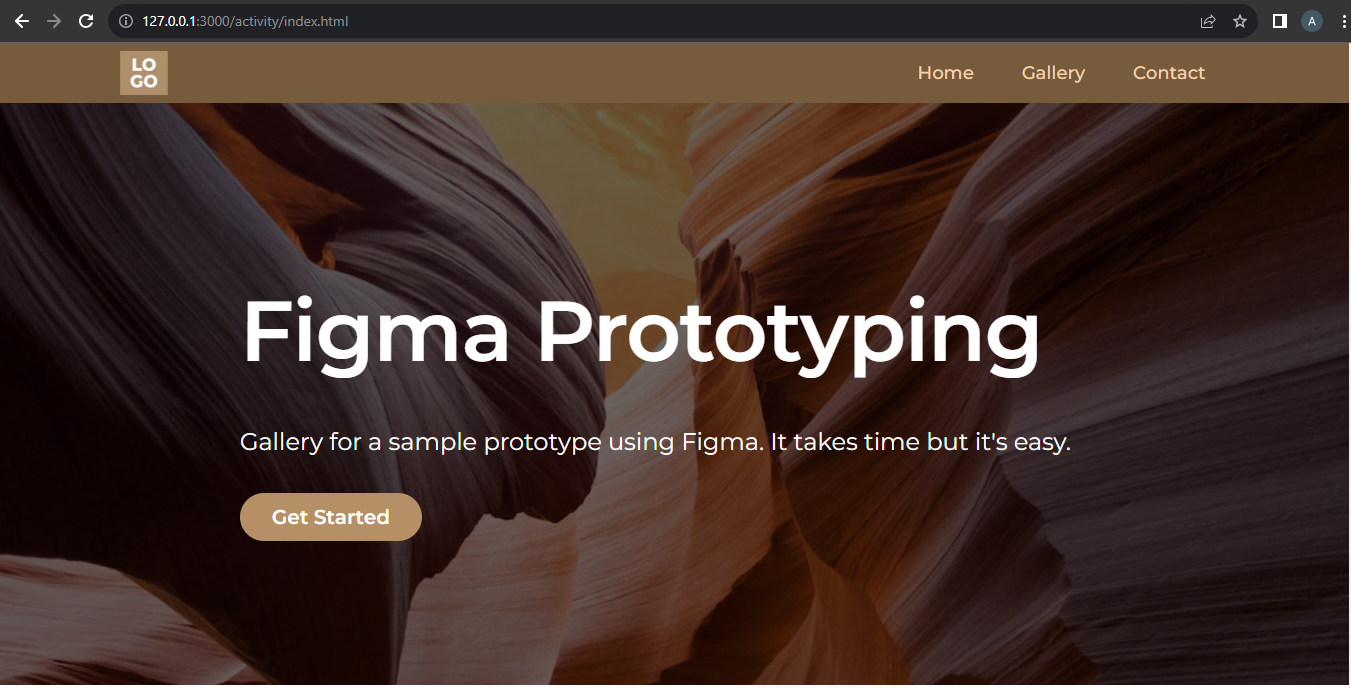 127.0.0.1:3000/activity/index.html
A
LO
GO
Home Gallery Contact
Figma Prototyping
Gallery for a sample prototype using Figma. It takes time but it's easy.
Get Started